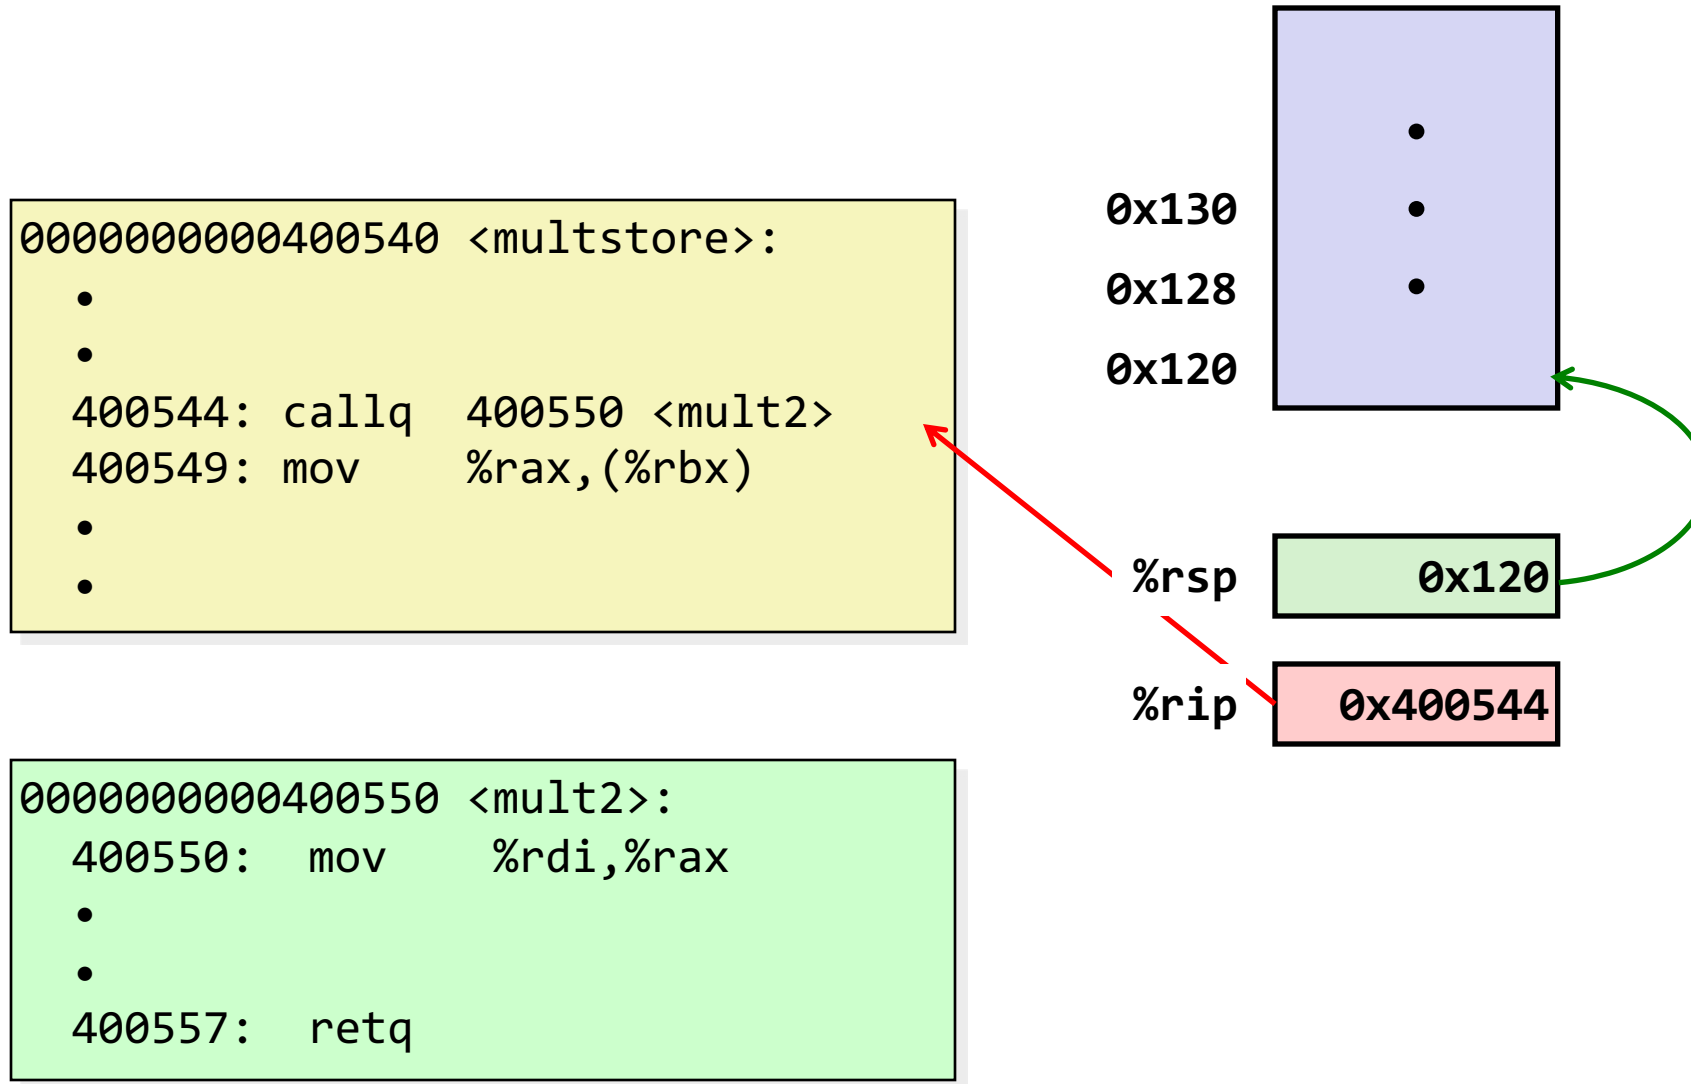 0000000000400540 <multstore>:
•
•
400544: callq 400550 <mult2>
400549: mov %rax,(%rbx)
•
•
0000000000400550 <mult2>:
400550: mov %rdi,%rax
•
•
400557: retq
•
0x130 •
0x128 •
0x120
%rsp 0x120
%rip 0x400544